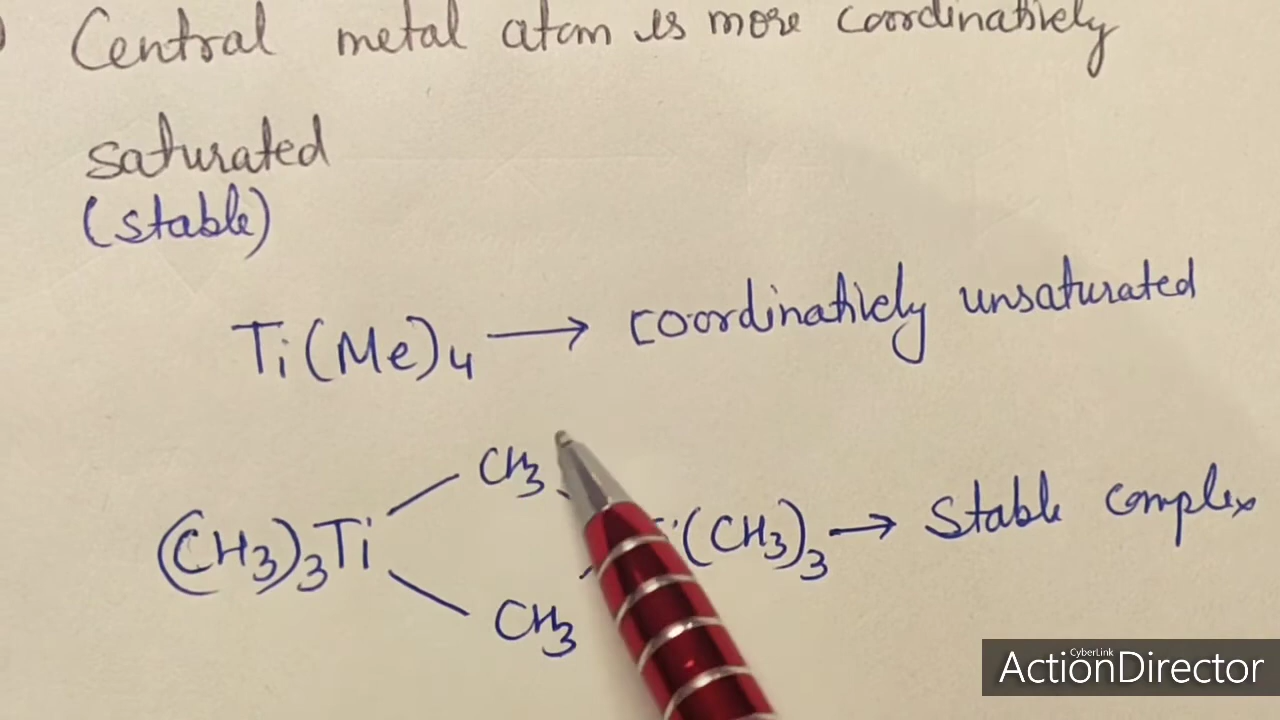 Central metal atom is more coordinatively
saturated
(stable)
Ti(Me)4 → coordinatively unsaturated
CH3
(CH3)3Ti (CH3)3 → Stable complex
CH3
CyberLink
ActionDirector